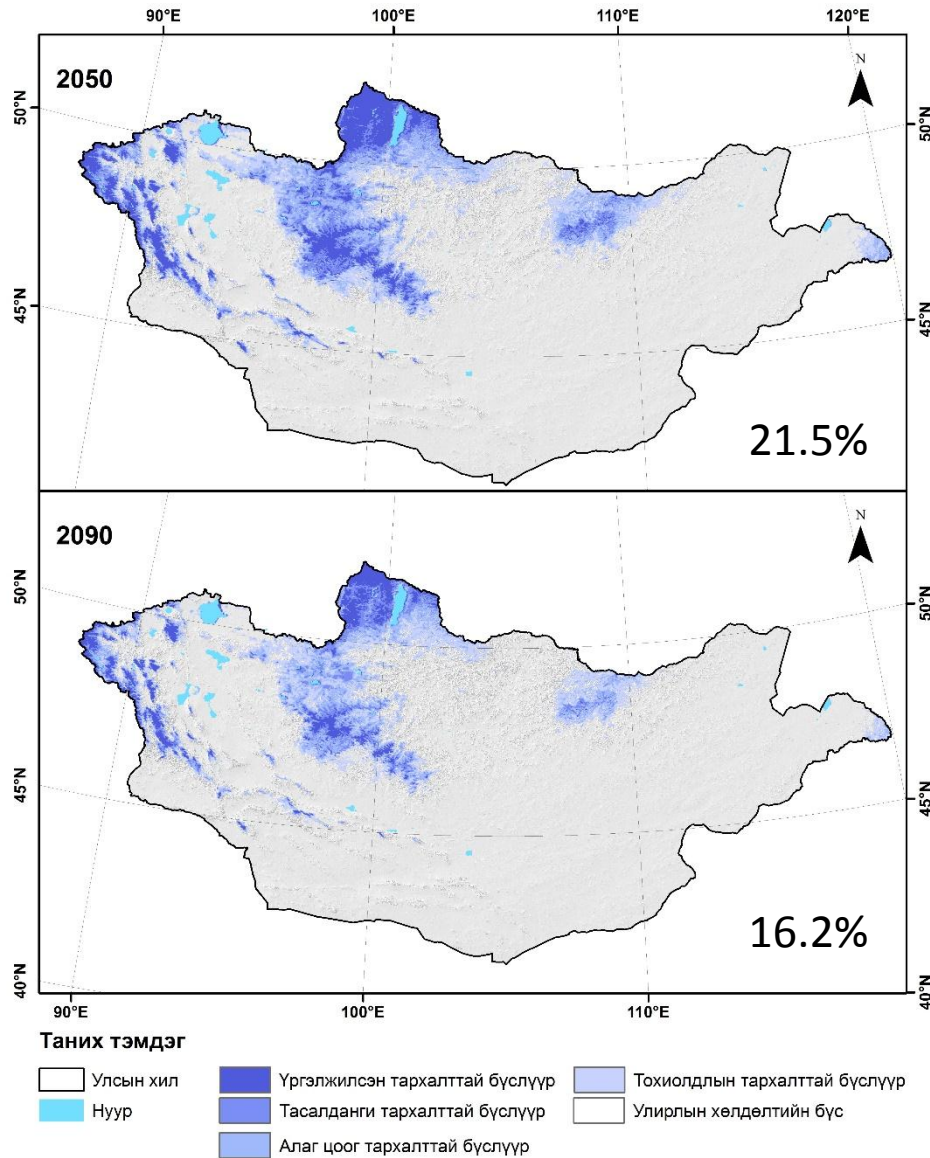 90°E 100°E 110°E 120°E
2050
N
50°N
50°N
45°N
45°N
21.5%
2090
N
50°N
50°N
45°N
45°N
16.2%
40°N
40°N
90°E 100°E 110°E
Таних тэмдэг
Улсын хил
Нуур
Үргэлжилсэн тархалттай бүслүүр
Тасалданги тархалттай бүслүүр
Алаг цоог тархалттай бүслүүр
Тохиолдлын тархалттай бүслүүр
Улирлын хөлдөлтийн бүс